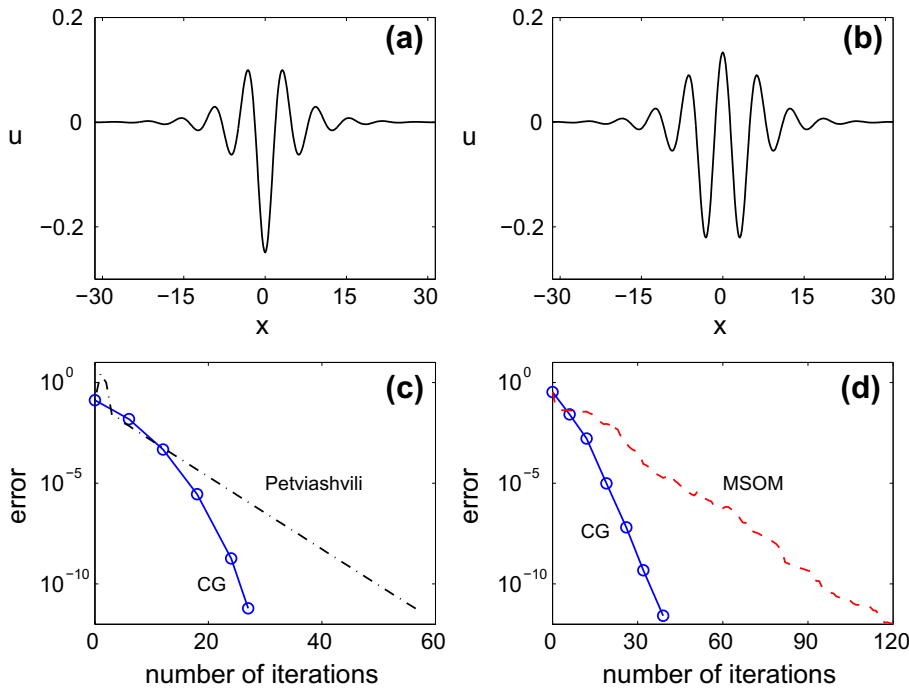 0.2
0
−0.2
u
−30
−15
0
15
30
x
(a)
0.2
0
−0.2
u
−30
−15
0
15
30
x
(b)
10^0
10^−5
10^−10
error
0
20
40
60
number of iterations
(c)
Petviashvili
CG
10^0
10^−5
10^−10
error
0
30
60
90
120
number of iterations
(d)
MSOM
CG